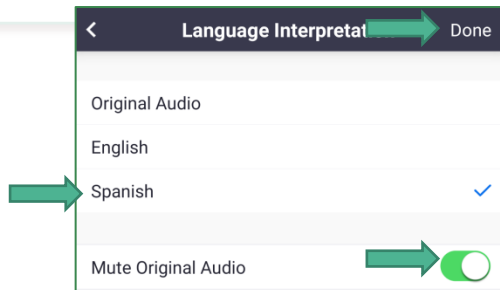 Language Interpretat
Done
Original Audio
English
Spanish
Mute Original Audio